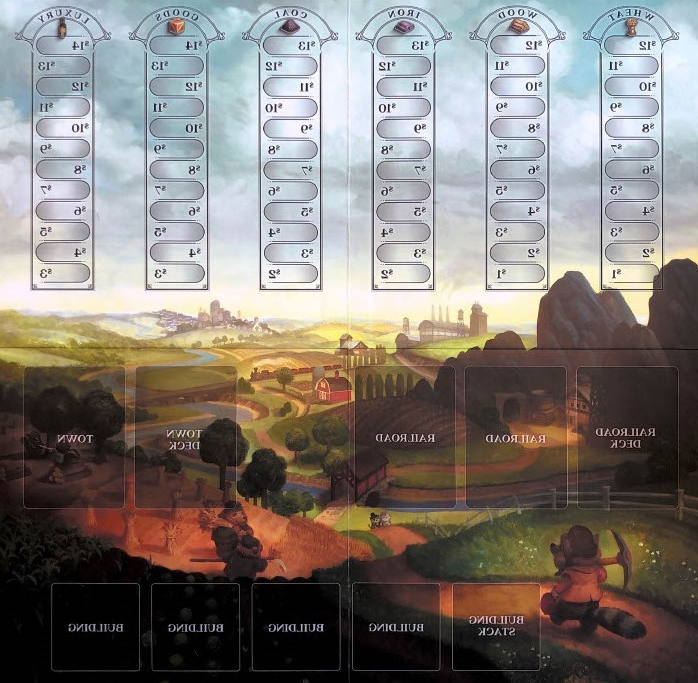 WHEAT WOOD IRON COAL GOODS LUXURY
$12 $12 $13 $13 $14 $14
$11 $11 $12 $12 $13 $13
$10 $10 $11 $11 $12 $12
$9 $9 $10 $10 $11 $11
$8 $8 $9 $9 $10 $10
$7 $7 $8 $8 $9 $9
$6 $6 $7 $7 $8 $8
$5 $5 $6 $6 $7 $7
$4 $4 $5 $5 $6 $6
$3 $3 $4 $4 $5 $5
$2 $2 $3 $3 $4 $4
$1 $1 $2 $2 $3 $3
RAILROAD
DECK
RAILROAD
RAILROAD
TOWN
DECK
TOWN
BUILDING
STACK
BUILDING
BUILDING
BUILDING
BUILDING